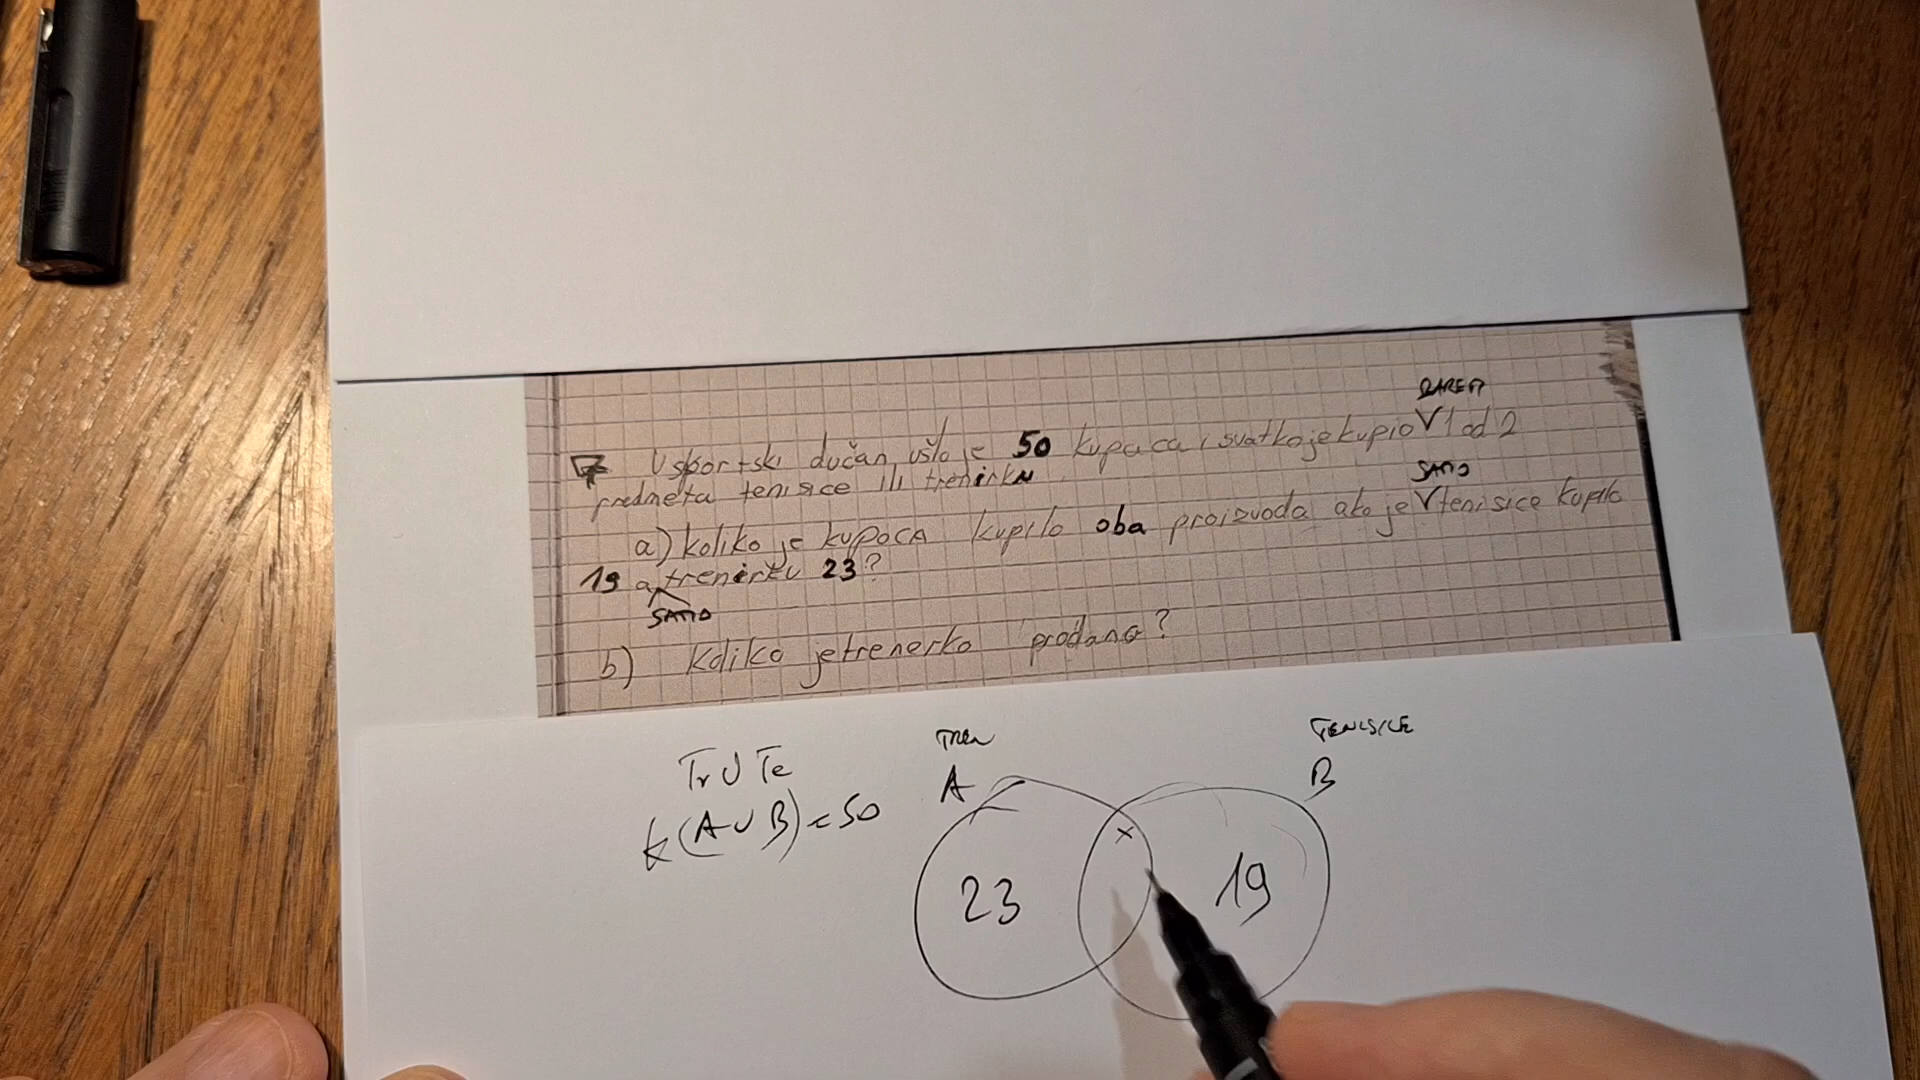 BAREM
7 U sportski dućan ušlo je 50 kupaca i svatko je kupio V 1 od 2
predmeta tenisice ili trenirku
SAMO
a) koliko je kupaca kupilo oba proizvoda ako je V tenisice kupilo
19 a trenirku 23?
SAMO
b) Koliko je trenerko prodano?
Tr U Te
k(A∪B)=50
TREN
A
TENISICE
B
x
23
19